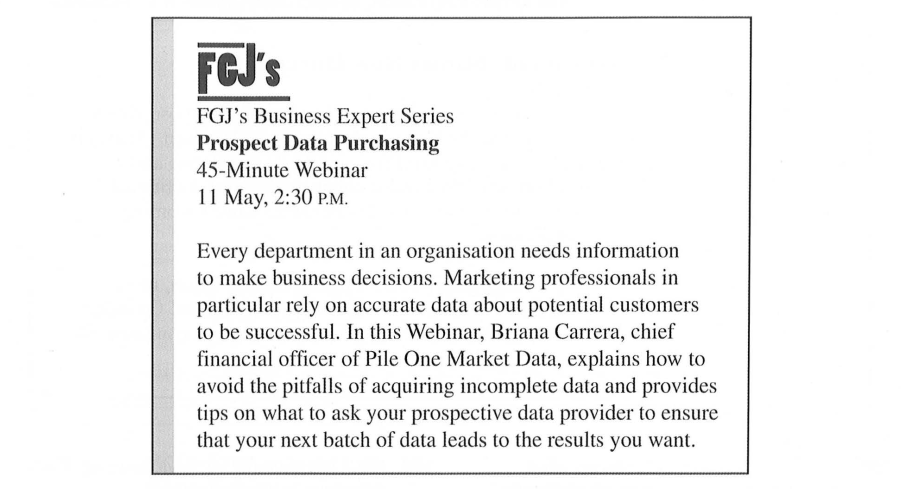 FGJ's
FGJ's Business Expert Series
Prospect Data Purchasing
45-Minute Webinar
11 May, 2:30 P.M.
Every department in an organisation needs information
to make business decisions. Marketing professionals in
particular rely on accurate data about potential customers
to be successful. In this Webinar, Briana Carrera, chief
financial officer of Pile One Market Data, explains how to
avoid the pitfalls of acquiring incomplete data and provides
tips on what to ask your prospective data provider to ensure
that your next batch of data leads to the results you want.